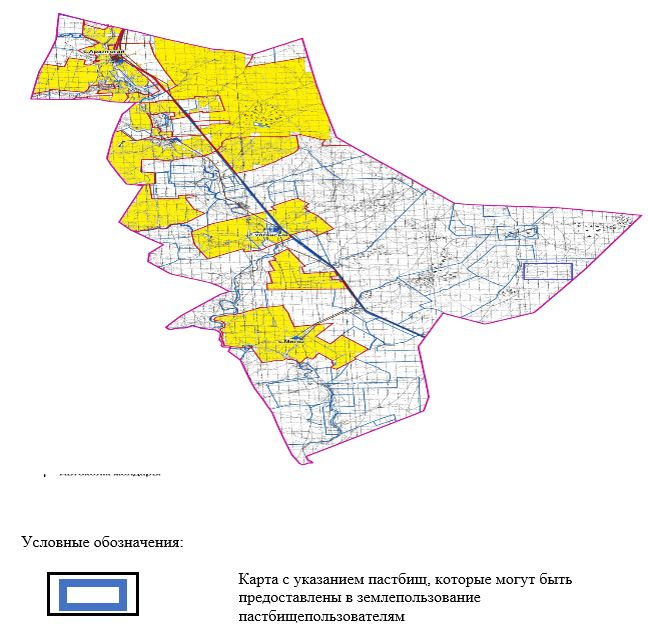 Условные обозначения:
Карта с указанием пастбищ, которые могут быть
предоставлены в землепользование
пастбищепользователям